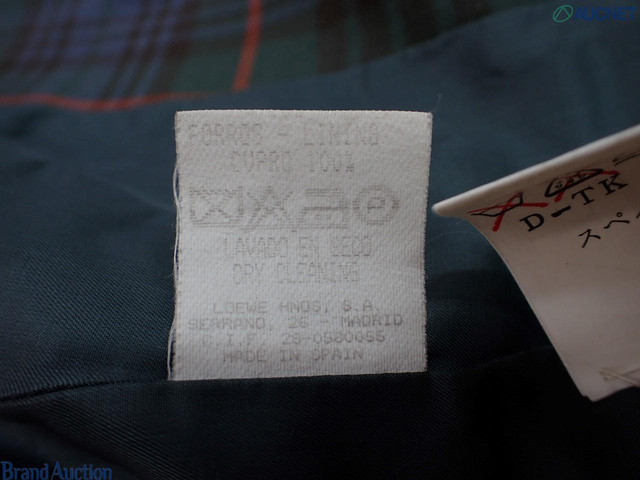 FORROS - LINING
CUPRO 100%
P
LAVADO EN SECO
DRY CLEANING
LOEWE HNOS, S.A.
SERRANO, 26 - MADRID
C.I.F. 28-0580055
MADE IN SPAIN
D-TK
スペ
Brand Auction